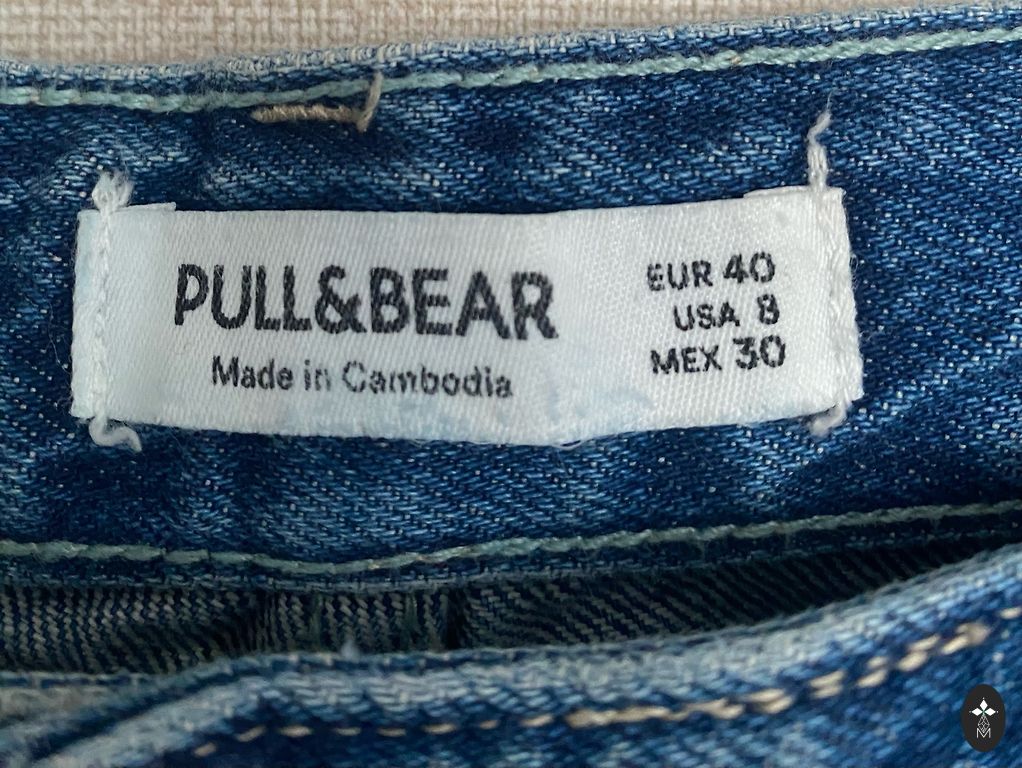 PULL&BEAR
Made in Cambodia
EUR 40
USA 8
MEX 30
M